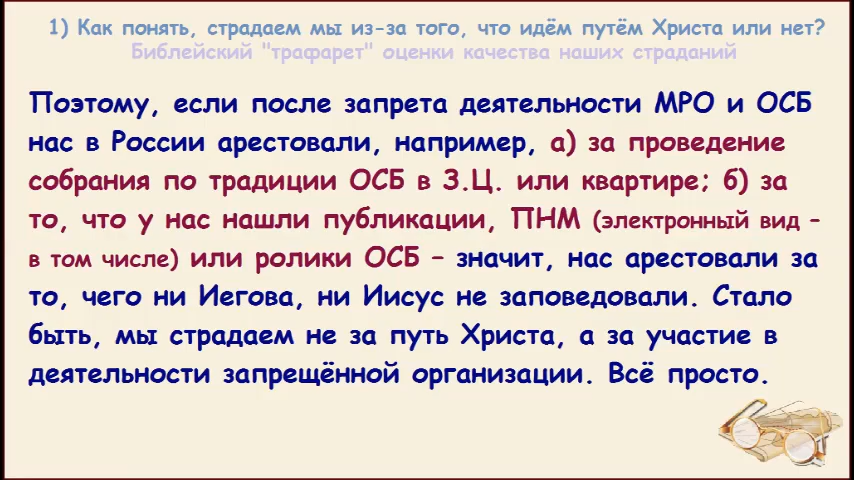 1) Как понять, страдаем мы из-за того, что идём путём Христа или нет?
Библейский "трафарет" оценки качества наших страданий
Поэтому, если после запрета деятельности МРО и ОСБ
нас в России арестовали, например, а) за проведение
собрания по традиции ОСБ в З.Ц. или квартире; б) за
то, что у нас нашли публикации, ПНМ (электронный вид –
в том числе) или ролики ОСБ – значит, нас арестовали за
то, чего ни Иегова, ни Иисус не заповедовали. Стало
быть, мы страдаем не за путь Христа, а за участие в
деятельности запрещённой организации. Всё просто.